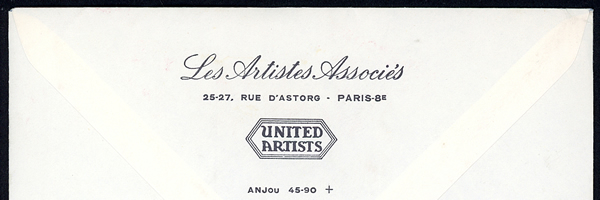 Les Artistes Associés
25-27, RUE D'ASTORG - PARIS-8E
UNITED
ARTISTS
ANJOU 45-90 +